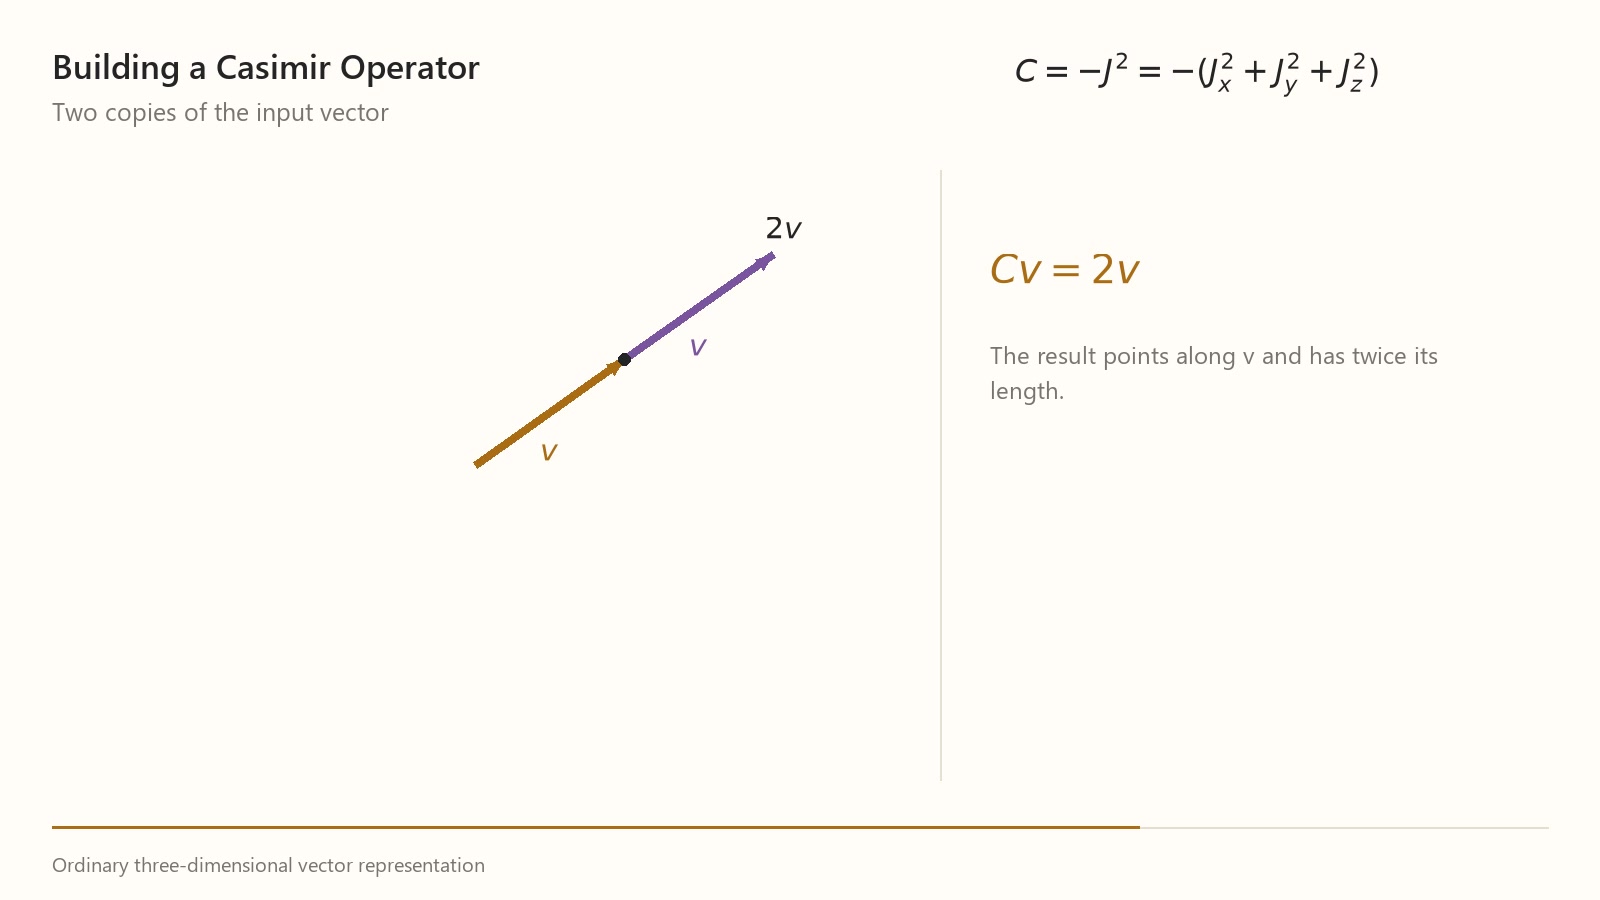 Building a Casimir Operator
Two copies of the input vector
C = −J² = −(Jₓ² + J_y² + J_z²)
2v
v
v
Cv = 2v
The result points along v and has twice its
length.
Ordinary three-dimensional vector representation